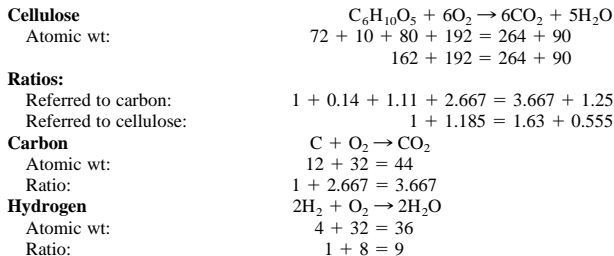 Cellulose C₆H₁₀O₅ + 6O₂ → 6CO₂ + 5H₂O
Atomic wt: 72 + 10 + 80 + 192 = 264 + 90
162 + 192 = 264 + 90
Ratios:
Referred to carbon: 1 + 0.14 + 1.11 + 2.667 = 3.667 + 1.25
Referred to cellulose: 1 + 1.185 = 1.63 + 0.555
Carbon C + O₂ → CO₂
Atomic wt: 12 + 32 = 44
Ratio: 1 + 2.667 = 3.667
Hydrogen 2H₂ + O₂ → 2H₂O
Atomic wt: 4 + 32 = 36
Ratio: 1 + 8 = 9